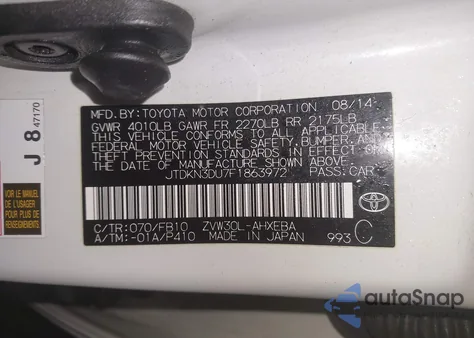 MFD. BY: TOYOTA MOTOR CORPORATION 08/14
GVWR 4010LB GAWR FR 2270LB RR 2175LB
THIS VEHICLE CONFORMS TO ALL APPLICABLE
FEDERAL MOTOR VEHICLE SAFETY, BUMPER, AND
THEFT PREVENTION STANDARDS IN EFFECT ON
THE DATE OF MANUFACTURE SHOWN ABOVE.
JTDKN3DU7F1863972 PASS.CAR
C/TR:070/FB10 ZVW30L-AHXEBA
A/TM:-01A/P410 MADE IN JAPAN 993 C
TOYOTA
J 8
47170
VOIR LE MANUEL
DE L'USAGER
POUR PLUS DE
autoSnap